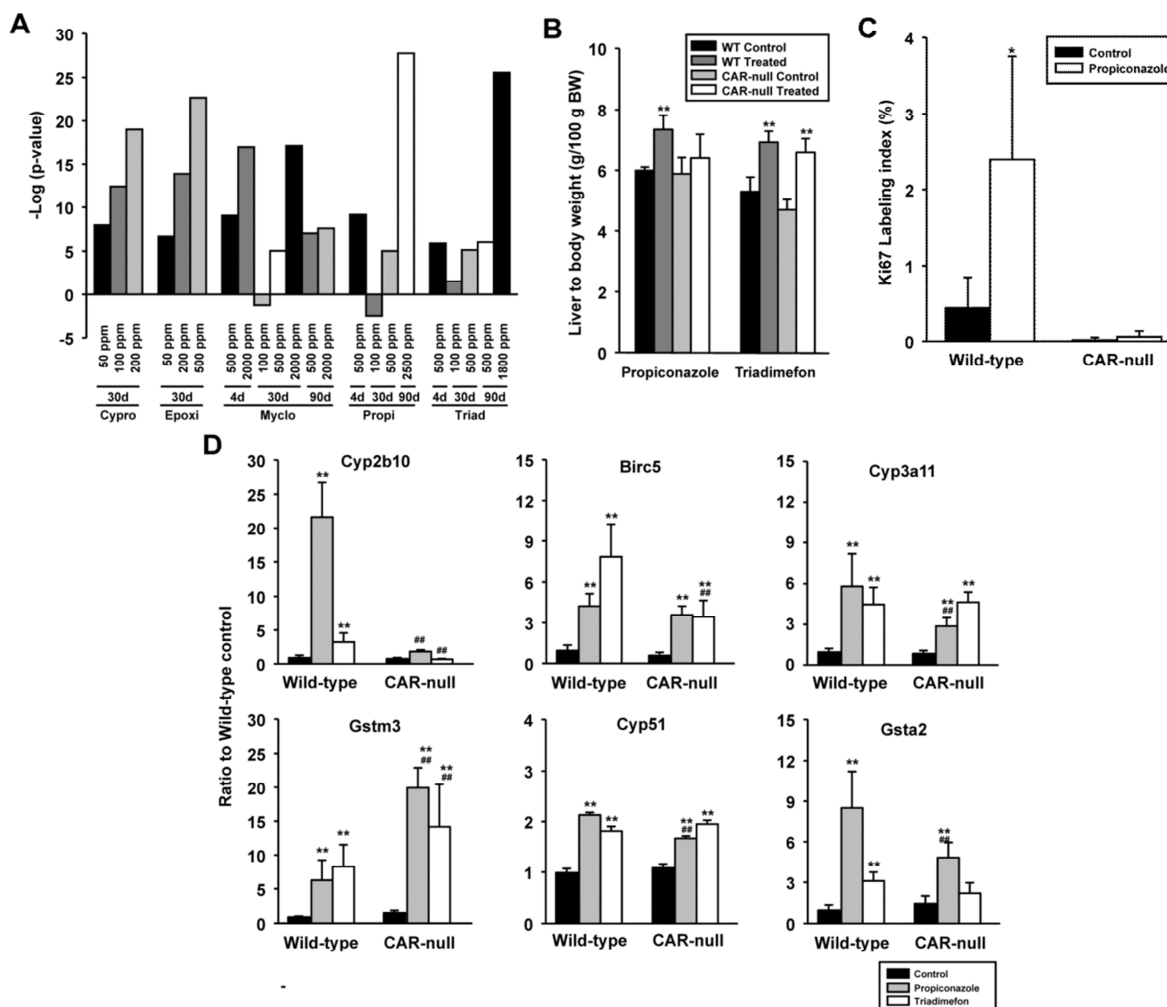 A
-Log (p-value)
30
25
20
15
10
5
0
-5
50 ppm
100 ppm
200 ppm
50 ppm
200 ppm
500 ppm
500 ppm
2000 ppm
100 ppm
500 ppm
2000 ppm
500 ppm
2000 ppm
500 ppm
100 ppm
500 ppm
2500 ppm
500 ppm
100 ppm
500 ppm
500 ppm
1800 ppm
30d 30d 4d 30d 90d 4d 30d 90d 4d 30d 90d
Cypro Epoxi Myclo Propi Triad
B
Liver to body weight (g/100 g BW)
10
8
6
4
2
0
WT Control
WT Treated
CAR-null Control
CAR-null Treated
** ** **
Propiconazole Triadimefon
C
Ki67 Labeling index (%)
4
3
2
1
0
Control
Propiconazole
*
Wild-type CAR-null
D
Ratio to Wild-type control
Cyp2b10
30
25
20
15
10
5
0
** ** ## ##
Wild-type CAR-null
Birc5
15
12
9
6
3
0
** ** ** **
##
Wild-type CAR-null
Cyp3a11
15
12
9
6
3
0
** ** ** **
##
Wild-type CAR-null
Gstm3
30
25
20
15
10
5
0
** ** ** **
## ##
Wild-type CAR-null
Cyp51
4
3
2
1
0
** ** ** **
##
Wild-type CAR-null
Gsta2
15
12
9
6
3
0
** ** **
##
Wild-type CAR-null
Control
Propiconazole
Triadimefon
-